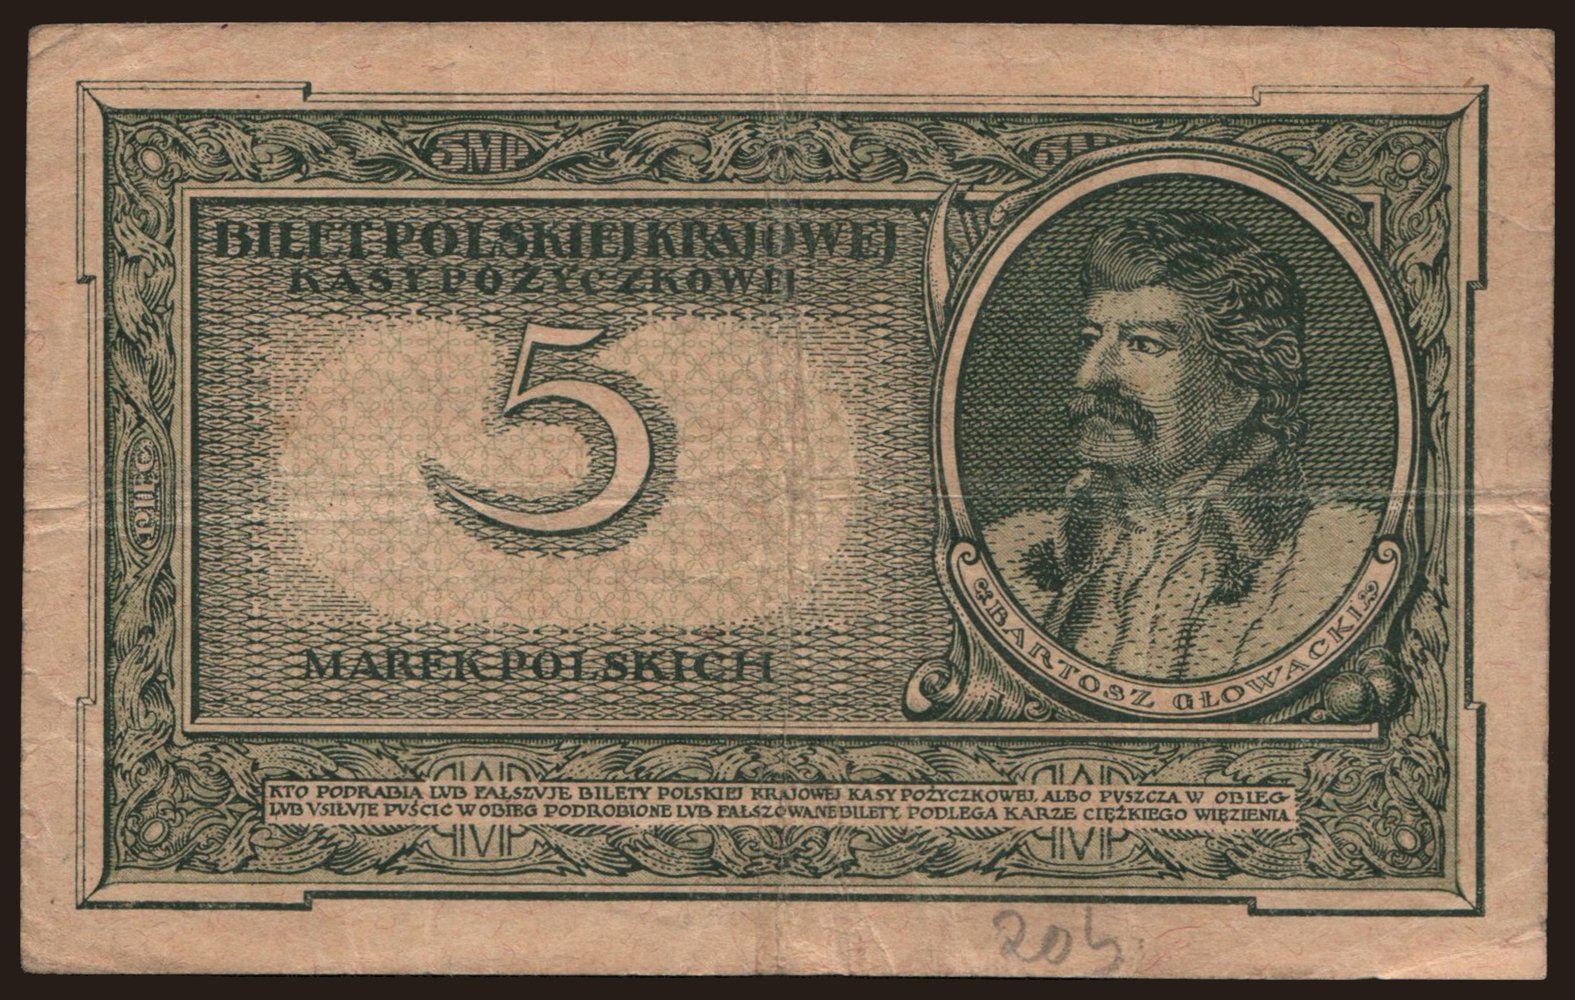 5MP
BILET POLSKIEJ KRAJOWEJ
KASY POŻYCZKOWEJ
5
PIĘĆ
MAREK POLSKICH
BARTOSZ GŁOWACKI
KTO PODRABIA LVB FAŁSZVJE BILETY POLSKIEJ KRAJOWEJ KASY POŻYCZKOWEJ, ALBO PVSZCZA W OBIEG
LVB VSIŁVJE PVŚCIĆ W OBIEG PODROBIONE LVB FAŁSZOWANE BILETY, PODLEGA KARZE CIĘŻKIEGO WIĘZIENIA.